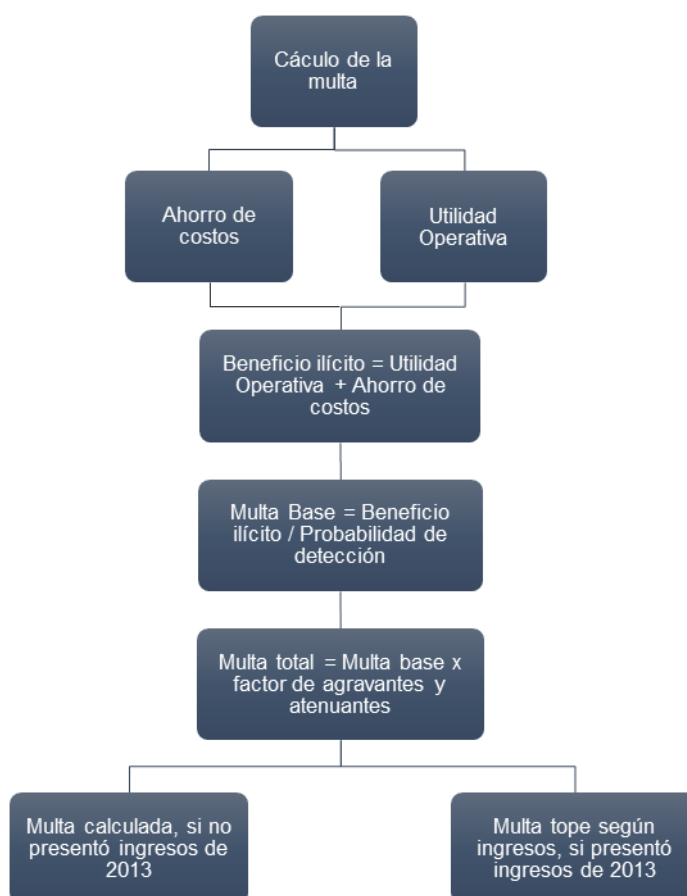 Cáculo de la
multa
Ahorro de
costos
Utilidad
Operativa
Beneficio ilícito = Utilidad
Operativa + Ahorro de
costos
Multa Base = Beneficio
ilícito / Probabilidad de
detección
Multa total = Multa base x
factor de agravantes y
atenuantes
Multa calculada, si no
presentó ingresos de
2013
Multa tope según
ingresos, si presentó
ingresos de 2013